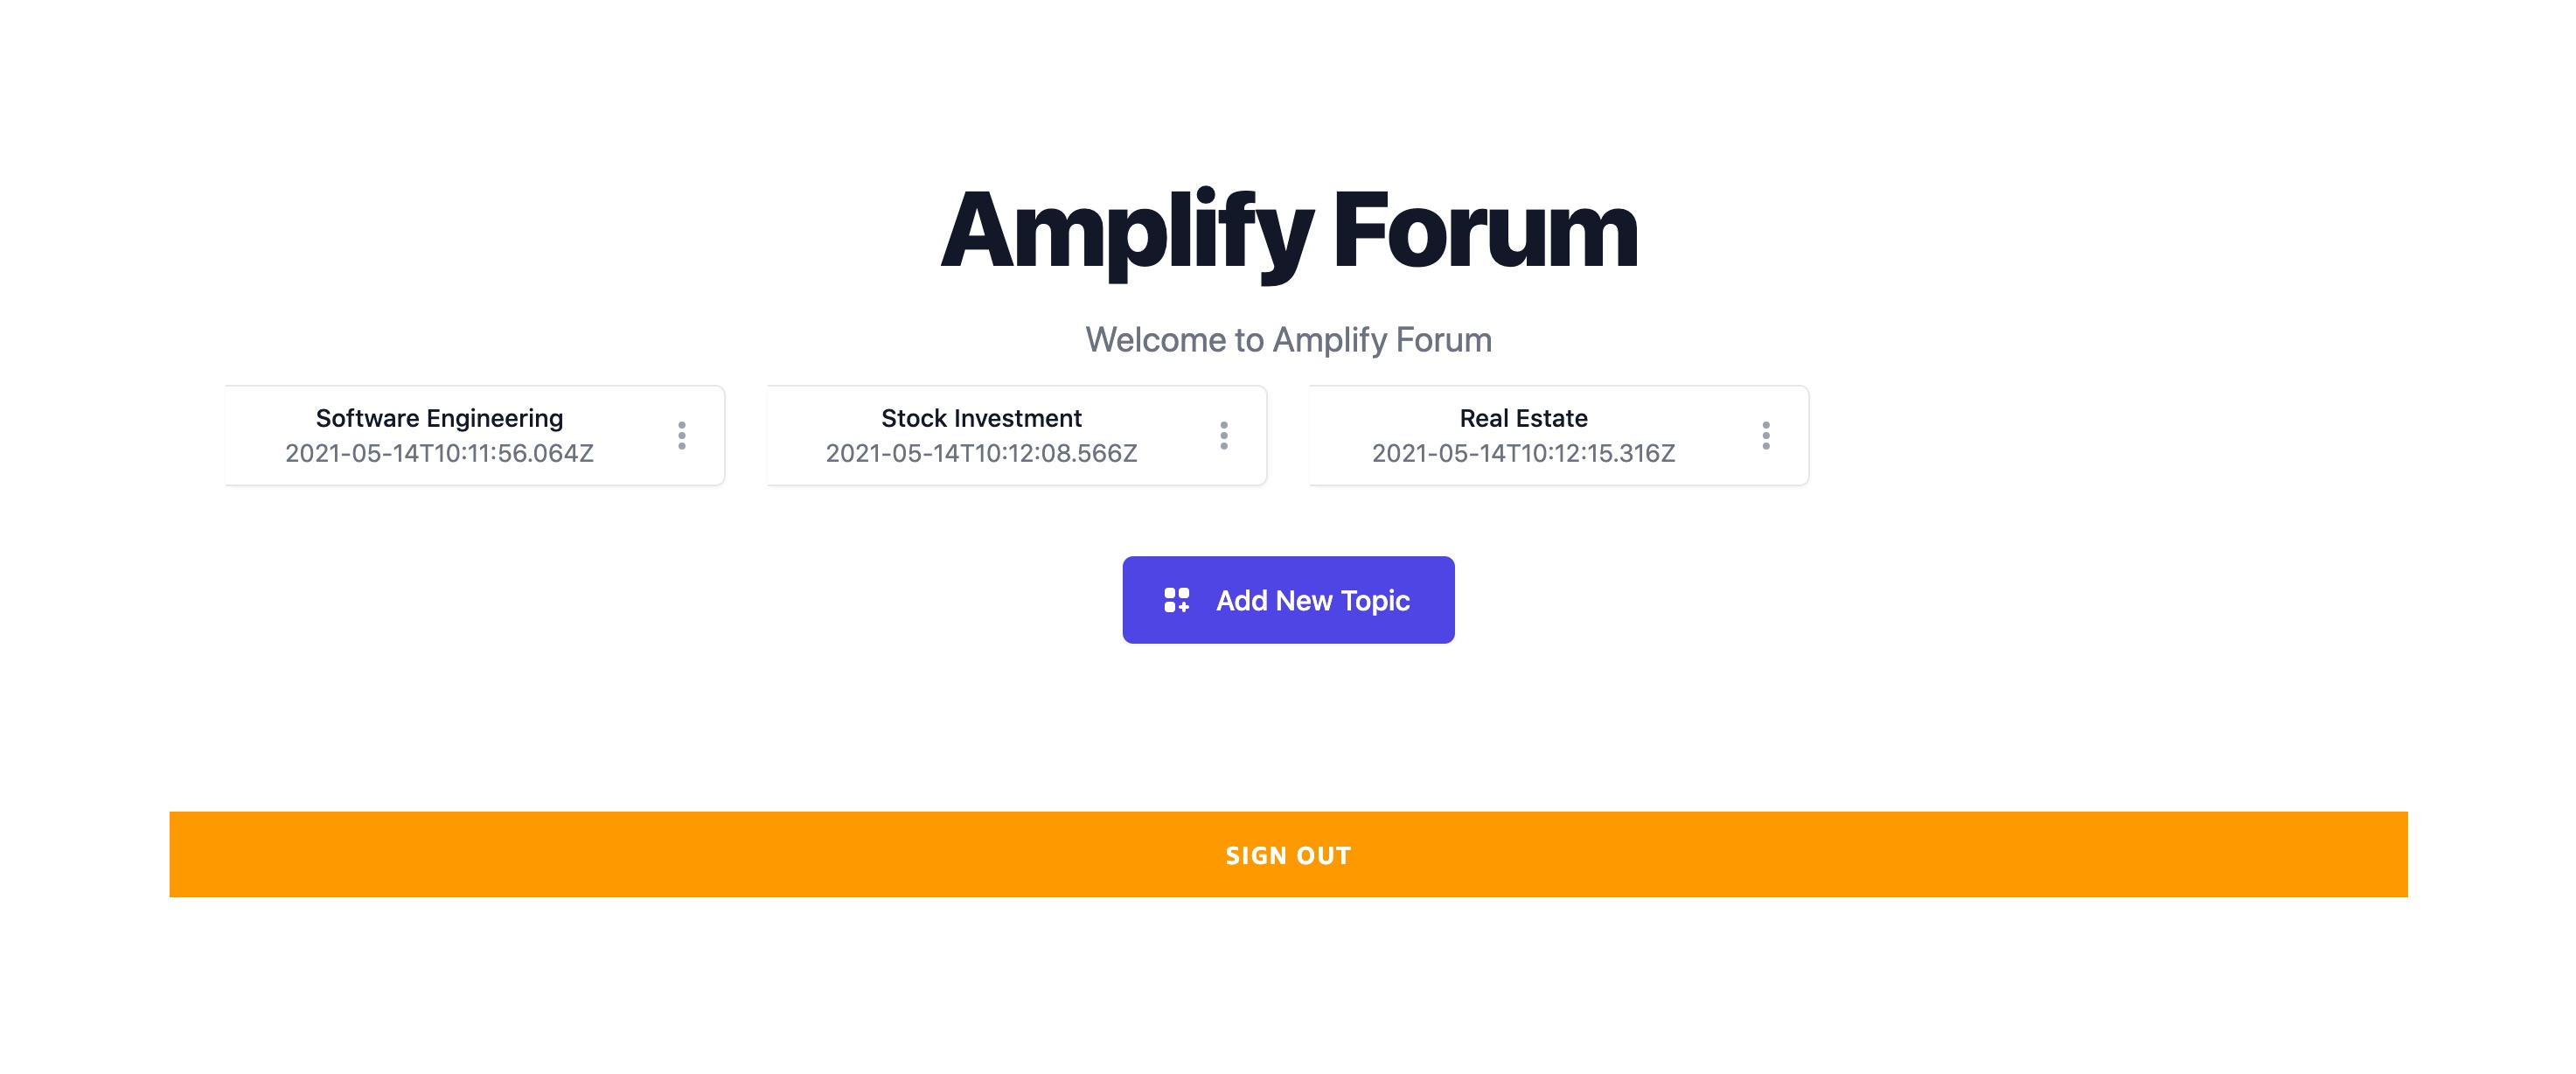 Amplify Forum
Welcome to Amplify Forum
Software Engineering
2021-05-14T10:11:56.064Z
Stock Investment
2021-05-14T10:12:08.566Z
Real Estate
2021-05-14T10:12:15.316Z
Add New Topic
SIGN OUT